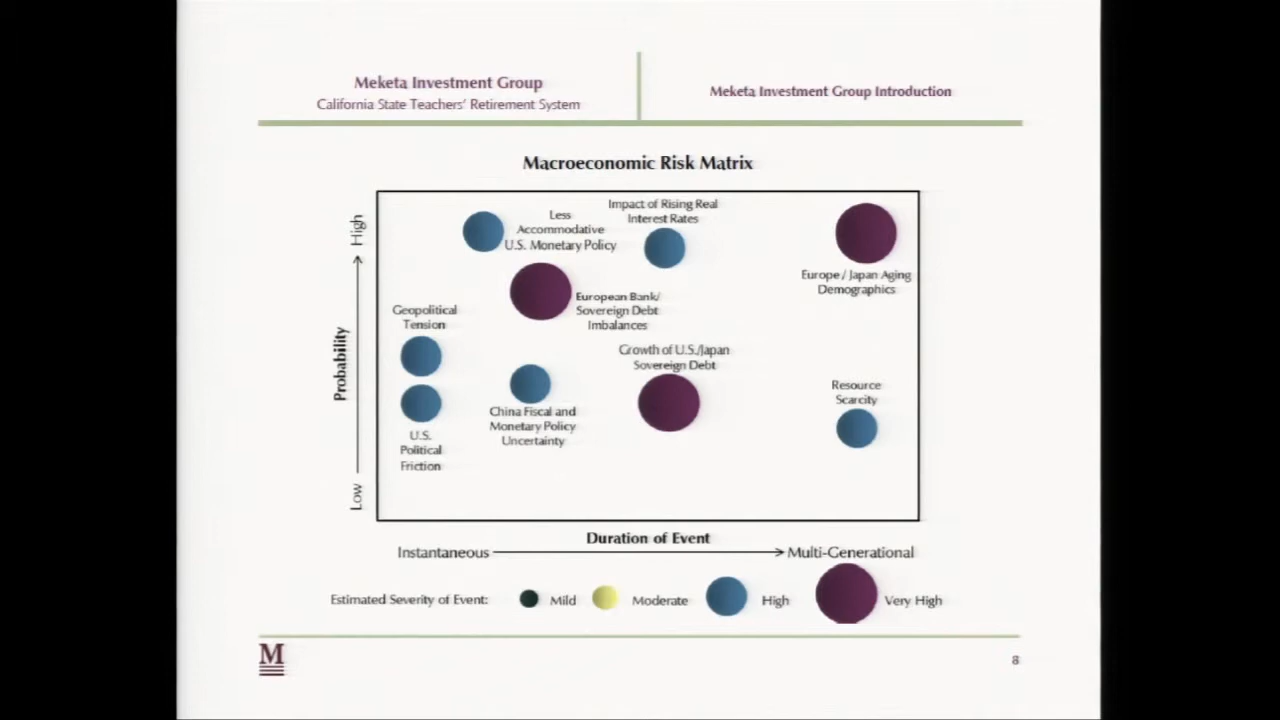 Meketa Investment Group
California State Teachers' Retirement System
Meketa Investment Group Introduction
Macroeconomic Risk Matrix
High
Probability
Low
Less
Accommodative
U.S. Monetary Policy
Impact of Rising Real
Interest Rates
Europe / Japan Aging
Demographics
European Bank/
Sovereign Debt
Imbalances
Geopolitical
Tension
Growth of U.S./Japan
Sovereign Debt
Resource
Scarcity
China Fiscal and
Monetary Policy
Uncertainty
U.S.
Political
Friction
Duration of Event
Instantaneous
Multi-Generational
Estimated Severity of Event:
Mild
Moderate
High
Very High
M
8